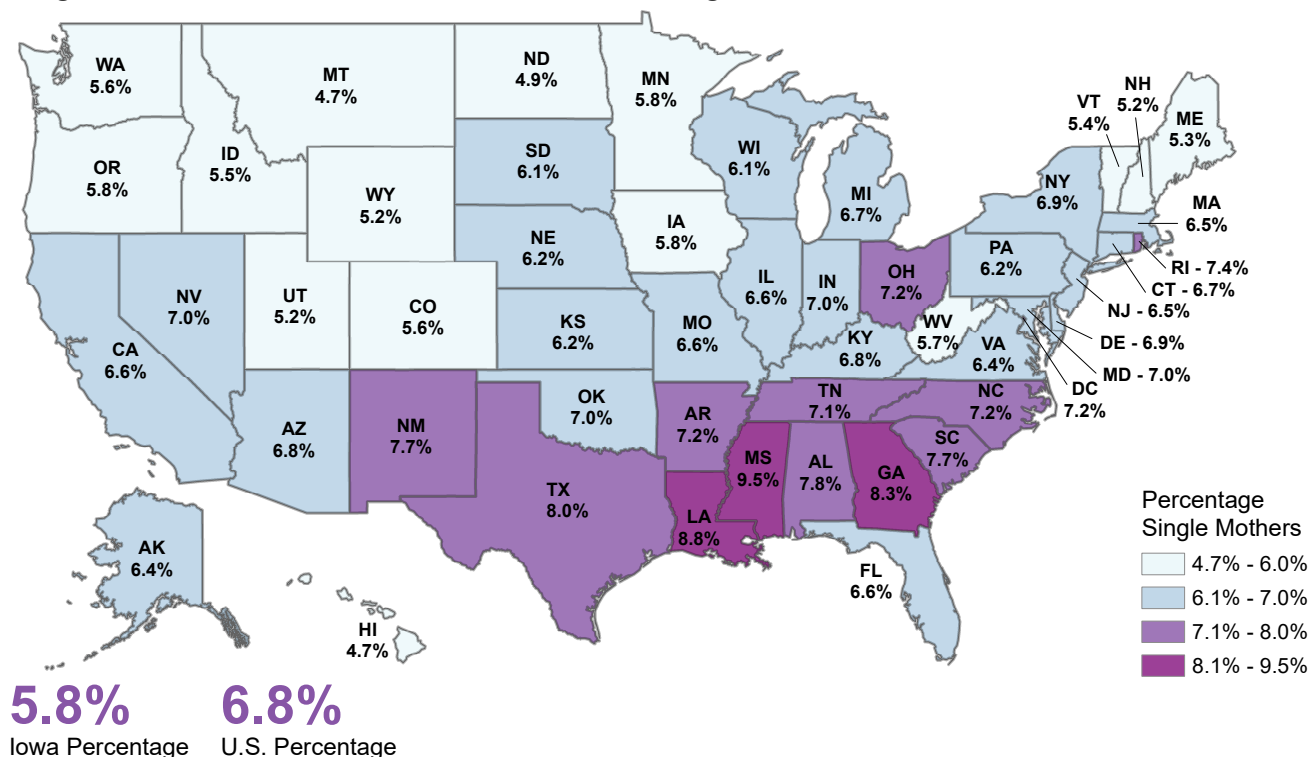 WA
5.6%
MT
4.7%
ND
4.9%
MN
5.8%
OR
5.8%
ID
5.5%
WY
5.2%
SD
6.1%
WI
6.1%
MI
6.7%
NY
6.9%
VT
5.4%
NH
5.2%
ME
5.3%
MA
6.5%
RI - 7.4%
CT - 6.7%
NJ - 6.5%
DE - 6.9%
MD - 7.0%
DC
7.2%
IA
5.8%
NE
6.2%
PA
6.2%
NV
7.0%
UT
5.2%
CO
5.6%
KS
6.2%
MO
6.6%
IL
6.6%
IN
7.0%
OH
7.2%
WV
5.7%
VA
6.4%
KY
6.8%
CA
6.6%
AZ
6.8%
NM
7.7%
OK
7.0%
AR
7.2%
TN
7.1%
NC
7.2%
SC
7.7%
MS
9.5%
AL
7.8%
GA
8.3%
TX
8.0%
LA
8.8%
FL
6.6%
AK
6.4%
HI
4.7%
Percentage
Single Mothers
4.7% - 6.0%
6.1% - 7.0%
7.1% - 8.0%
8.1% - 9.5%
5.8%
Iowa Percentage
6.8%
U.S. Percentage